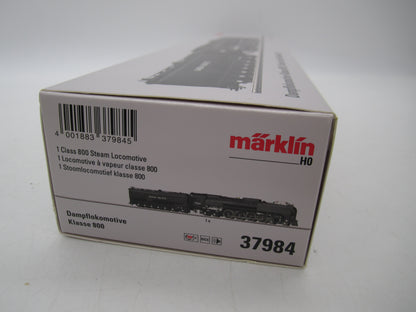 4 001883 379845
märklin
H0
1 Class 800 Steam Locomotive
1 Locomotive à vapeur classe 800
1 Stoomlocomotief klasse 800
Dampflokomotive
Klasse 800
37984